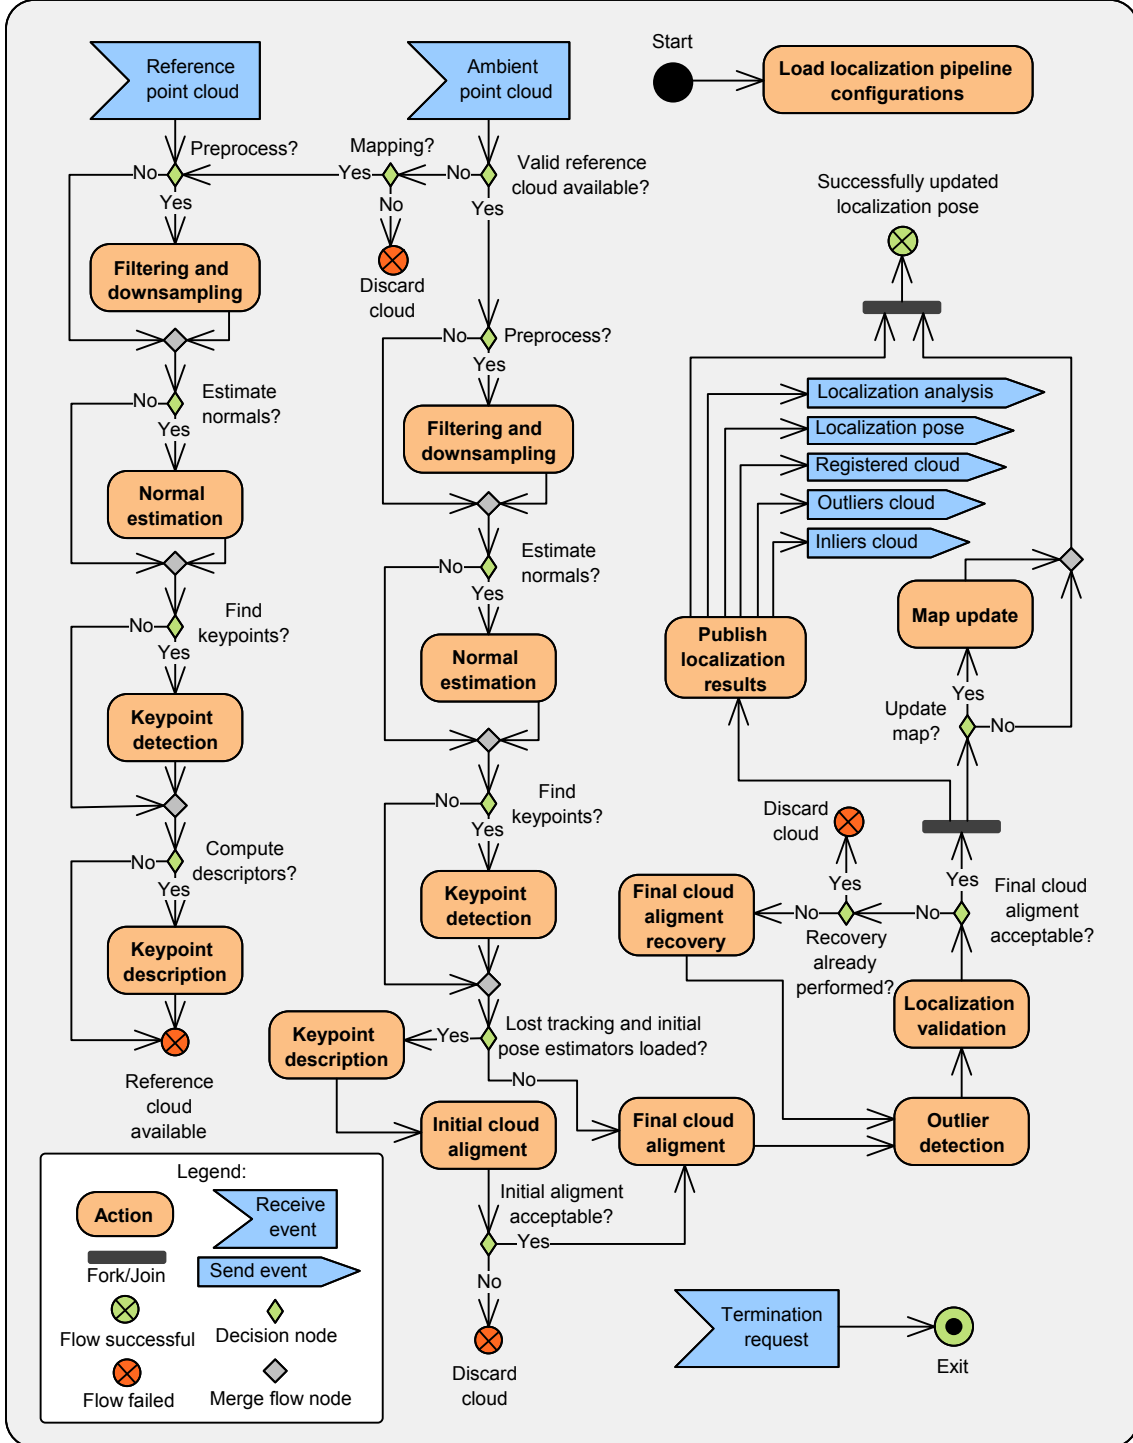 Reference
point cloud
Ambient
point cloud
Start
Load localization pipeline
configurations
Preprocess?
Mapping?
No
Yes
No
Valid reference
cloud available?
Yes
No
Yes
Successfully updated
localization pose
Filtering and
downsampling
Discard
cloud
No
Preprocess?
Yes
Estimate
normals?
No
Yes
Filtering and
downsampling
Localization analysis
Localization pose
Registered cloud
Outliers cloud
Inliers cloud
Normal
estimation
Estimate
normals?
No
Yes
Find
keypoints?
No
Yes
Normal
estimation
Publish
localization
results
Map update
Yes
Update
map?
No
Keypoint
detection
Find
keypoints?
No
Yes
Discard
cloud
Compute
descriptors?
No
Yes
Keypoint
detection
Final cloud
aligment
recovery
Yes
No
No
Yes
Final cloud
aligment
acceptable?
Recovery
already
performed?
Keypoint
description
Localization
validation
Keypoint
description
Yes
Lost tracking and initial
pose estimators loaded?
No
Reference
cloud
available
Initial cloud
aligment
Final cloud
aligment
Outlier
detection
Initial aligment
acceptable?
Yes
No
Discard
cloud
Termination
request
Exit
Legend:
Action
Receive
event
Fork/Join
Send event
Flow successful
Decision node
Flow failed
Merge flow node